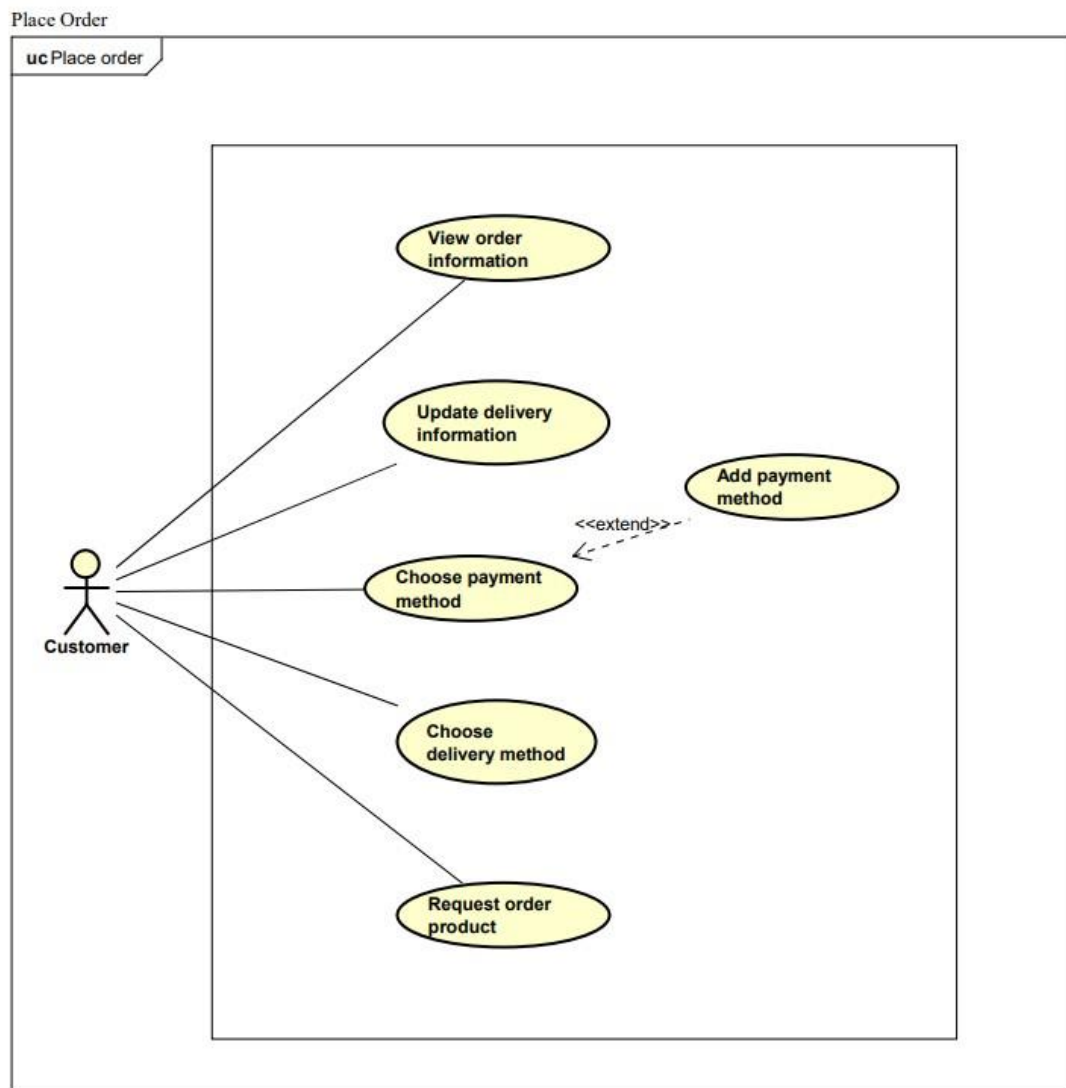 Place Order
uc Place order
View order
information
Update delivery
information
Add payment
method
<<extend>>
Choose payment
method
Customer
Choose
delivery method
Request order
product